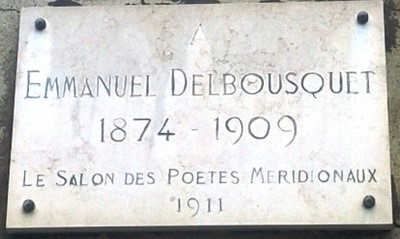 A
EMMANUEL DELBOUSQUET
1874 - 1909
LE SALON DES POETES MERIDIONAUX
1911